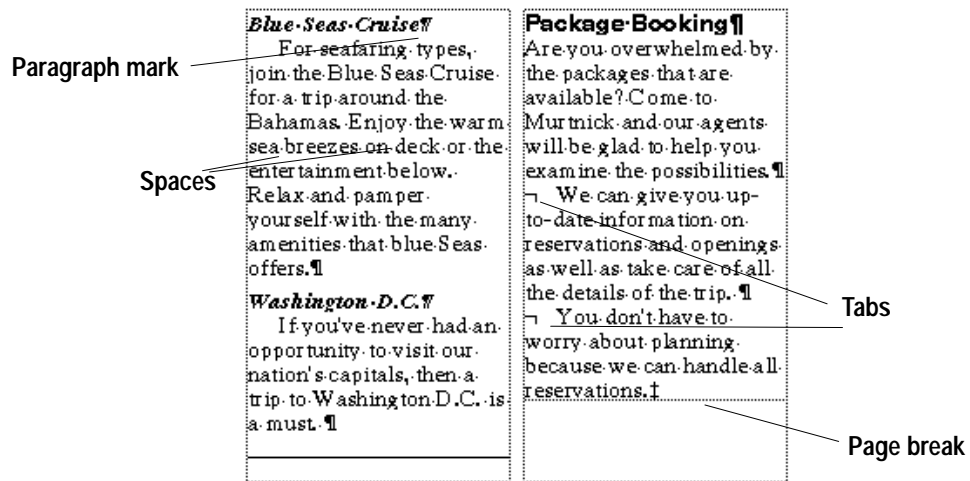 Paragraph mark
Spaces
Blue·Seas·Cruise¶
For·seafaring·types,·
join·the·Blue·Seas·Cruise·
for·a·trip·around·the·
Bahamas.·Enjoy·the·warm·
sea·breezes·on·deck·or·the·
entertainment·below.·
Relax·and·pamper·
yourself·with·the·many·
amenities·that·blue·Seas·
offers.¶
Washington·D.C.¶
If·you've·never·had·an·
opportunity·to·visit·our·
nation's·capitals,·then·a·
trip·to·Washington·D.C.·is·
a·must.·¶
Package·Booking¶
Are·you·overwhelmed·by·
the·packages·that·are·
available?·Come·to·
Murtnick·and·our·agents·
will·be·glad·to·help·you·
examine·the·possibilities.¶
¬ We·can·give·you·up-
to-date·information·on·
reservations·and·openings·
as·well·as·take·care·of·all·
the·details·of·the·trip.·¶
¬ You·don't·have·to·
worry·about·planning·
because·we·can·handle·all·
reservations.‡
Tabs
Page break